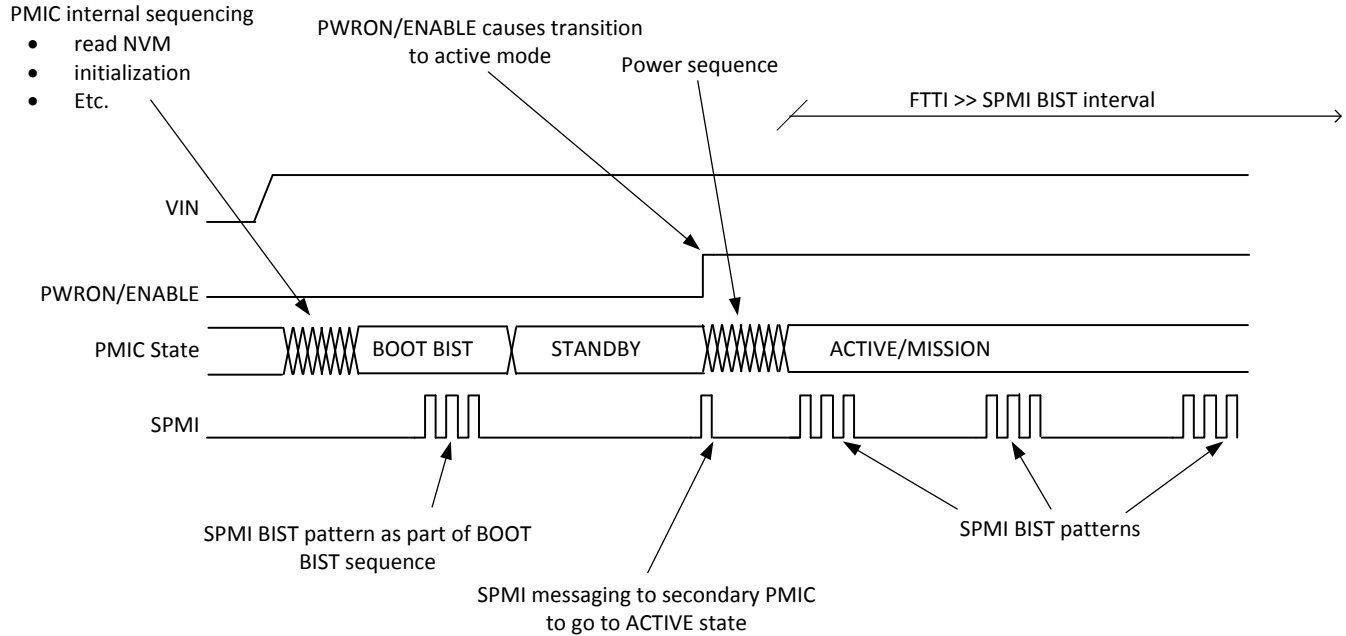 PMIC internal sequencing
• read NVM
• initialization
• Etc.
PWRON/ENABLE causes transition
to active mode
Power sequence
FTTI >> SPMI BIST interval
VIN
PWRON/ENABLE
PMIC State
BOOT BIST
STANDBY
ACTIVE/MISSION
SPMI
SPMI BIST pattern as part of BOOT
BIST sequence
SPMI messaging to secondary PMIC
to go to ACTIVE state
SPMI BIST patterns